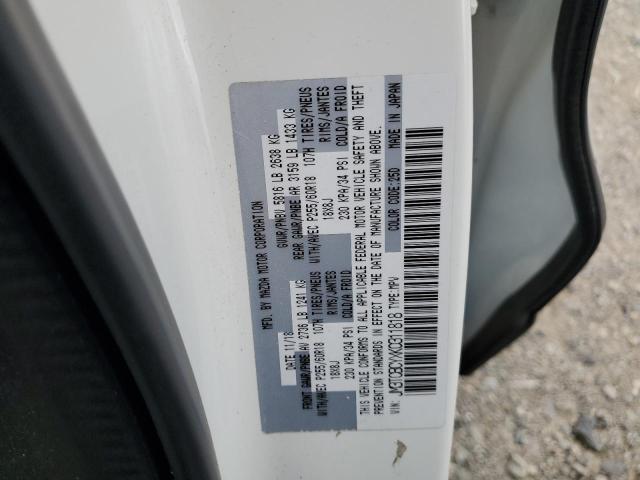 MFD. BY MAZDA MOTOR CORPORATION
DATE: 11/18 GVWR/PNBV 5816 LB 2638 KG
FRONT GAWR/PNBE AV 2736 LB 1241 KG REAR GAWR/PNBE AR 3159 LB 1433 KG
WITH/AVEC P255/60R18 107H TIRES/PNEUS WITH/AVEC P255/60R18 107H TIRES/PNEUS
18X8J RIMS/JANTES 18X8J RIMS/JANTES
230 KPA/34 PSI COLD/A FROID 230 KPA/34 PSI COLD/A FROID
THIS VEHICLE CONFORMS TO ALL APPLICABLE FEDERAL MOTOR VEHICLE SAFETY AND THEFT
PREVENTION STANDARDS IN EFFECT ON THE DATE OF MANUFACTURE SHOWN ABOVE.
VIN: TYPE:MPV COLOR CODE:25D MADE IN JAPAN